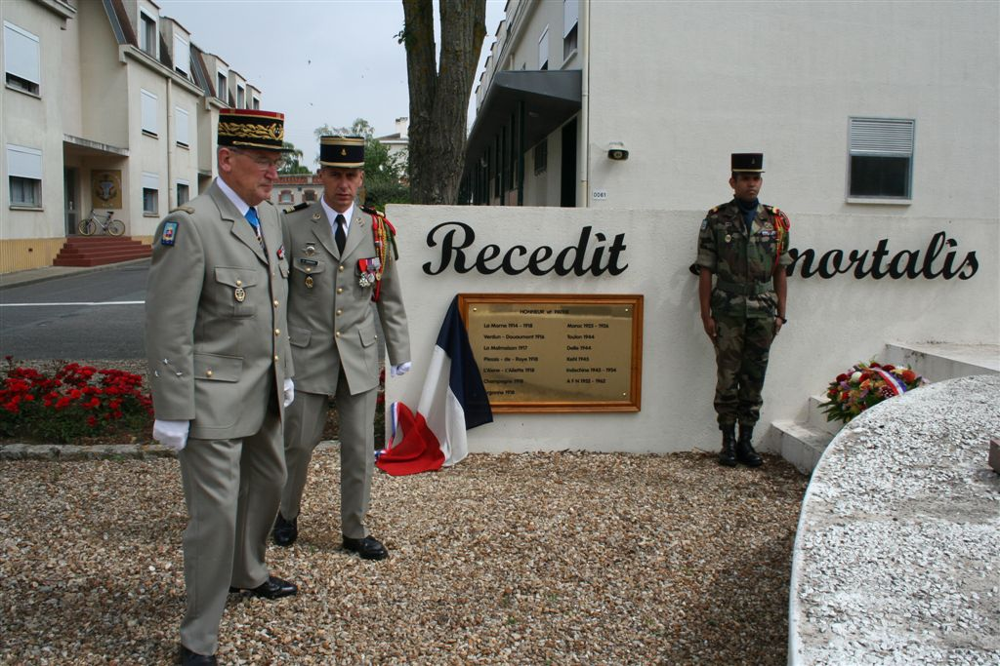 0061
Recedit
mortalis
HONNEUR et PATRIE
La Marne 1914 - 1918
Verdun - Douaumont 1916
La Malmaison 1917
Plessis - de - Roye 1918
L'Aisne - L'Ailette 1918
Champagne 1918
Argonne 1918
Maroc 1925 - 1926
Toulon 1944
Delle 1944
Kehl 1945
Indochine 1945 - 1954
A F N 1952 - 1962